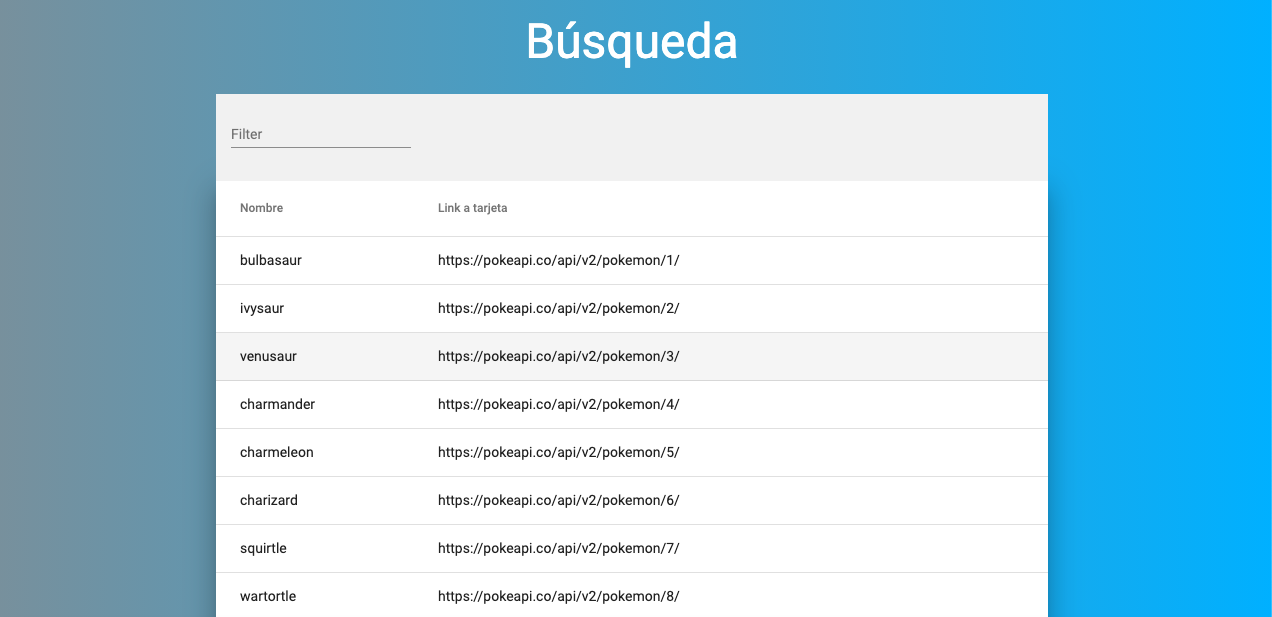 Búsqueda
Filter
Nombre Link a tarjeta
bulbasaur https://pokeapi.co/api/v2/pokemon/1/
ivysaur https://pokeapi.co/api/v2/pokemon/2/
venusaur https://pokeapi.co/api/v2/pokemon/3/
charmander https://pokeapi.co/api/v2/pokemon/4/
charmeleon https://pokeapi.co/api/v2/pokemon/5/
charizard https://pokeapi.co/api/v2/pokemon/6/
squirtle https://pokeapi.co/api/v2/pokemon/7/
wartortle https://pokeapi.co/api/v2/pokemon/8/